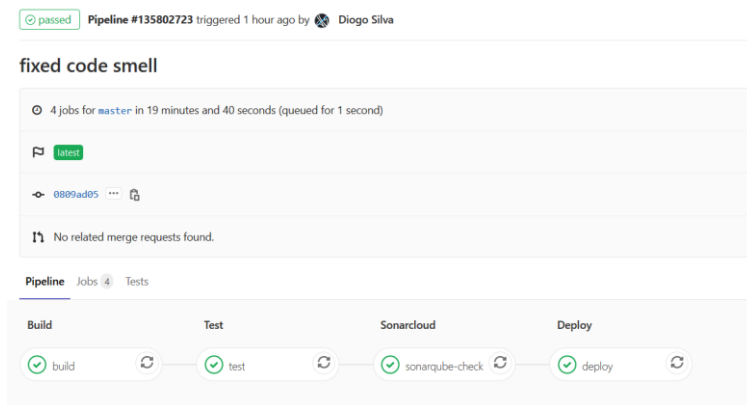 passed Pipeline #135802723 triggered 1 hour ago by Diogo Silva
fixed code smell
4 jobs for master in 19 minutes and 40 seconds (queued for 1 second)
latest
0809ad05 ...
No related merge requests found.
Pipeline Jobs 4 Tests
Build Test Sonarcloud Deploy
build test sonarqube-check deploy